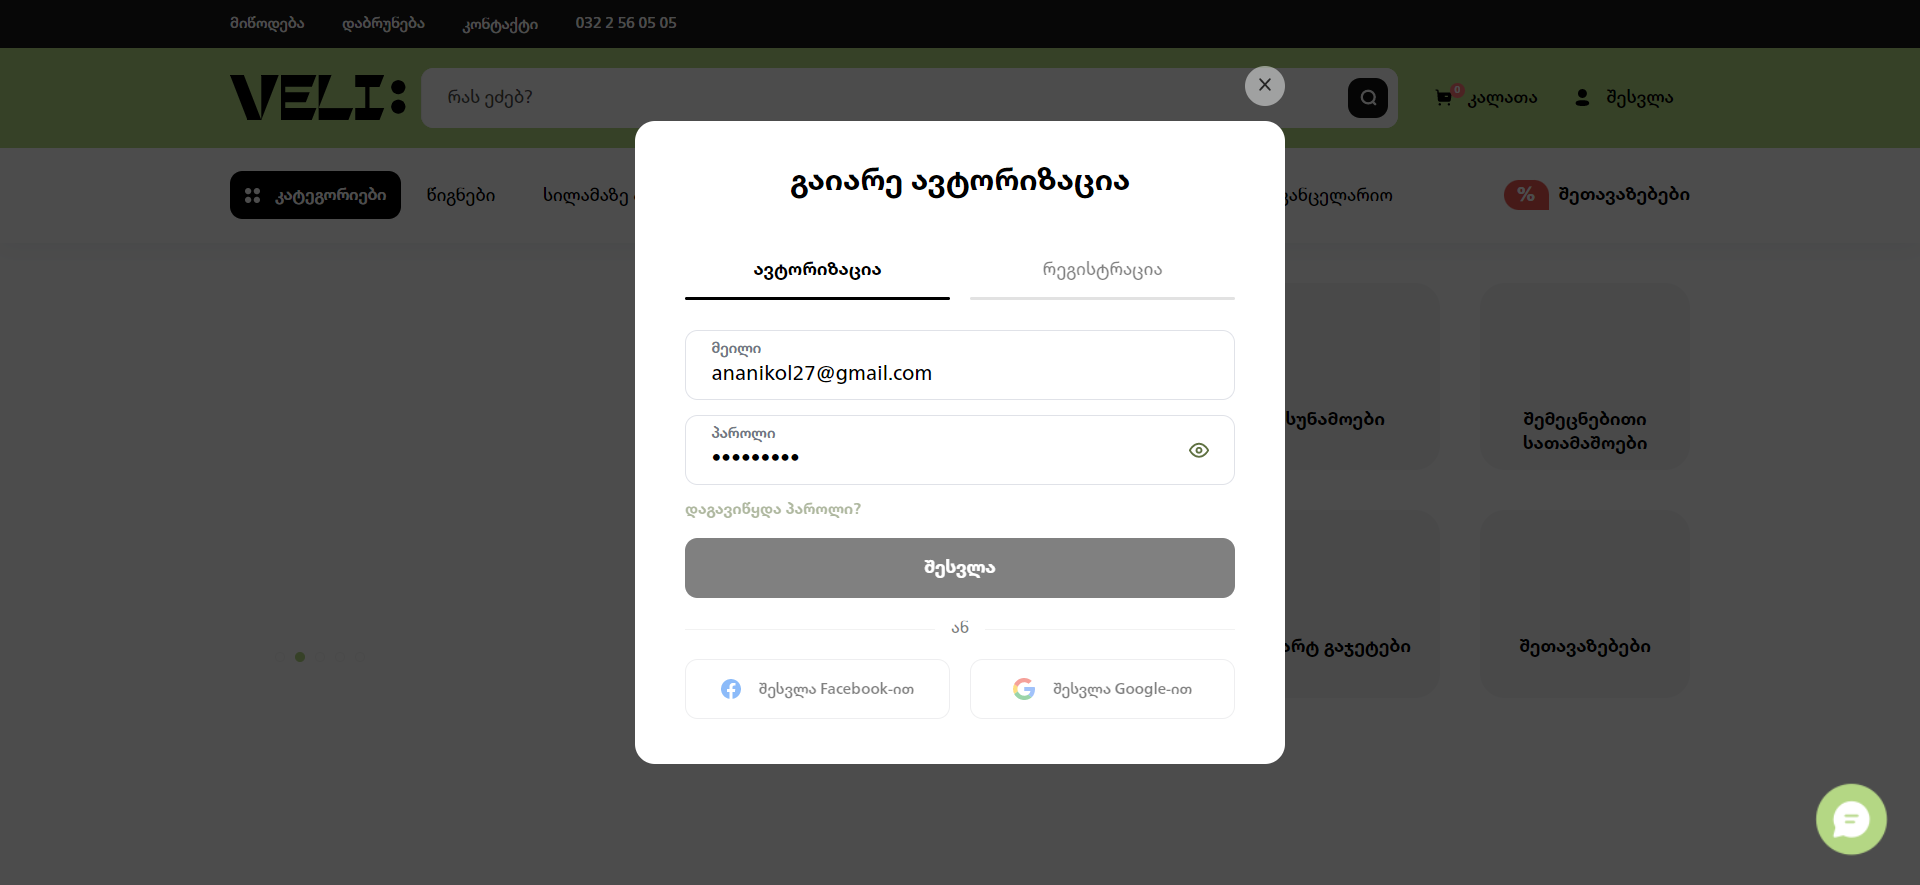 მიწოდება დაბრუნება კონტაქტი 032 2 56 05 05
VELI:
რას ეძებ?
0 კალათა
შესვლა
კატეგორიები წიგნები სილამაზე
% შეთავაზებები
გაიარე ავტორიზაცია
ავტორიზაცია რეგისტრაცია
მეილი
ananikol27@gmail.com
პაროლი
•••••••••
დაგავიწყდა პაროლი?
შესვლა
ან
შესვლა Facebook-ით შესვლა Google-ით
სუნამოები
შემეცნებითი
სათამაშოები
გაჯეტები
შეთავაზებები